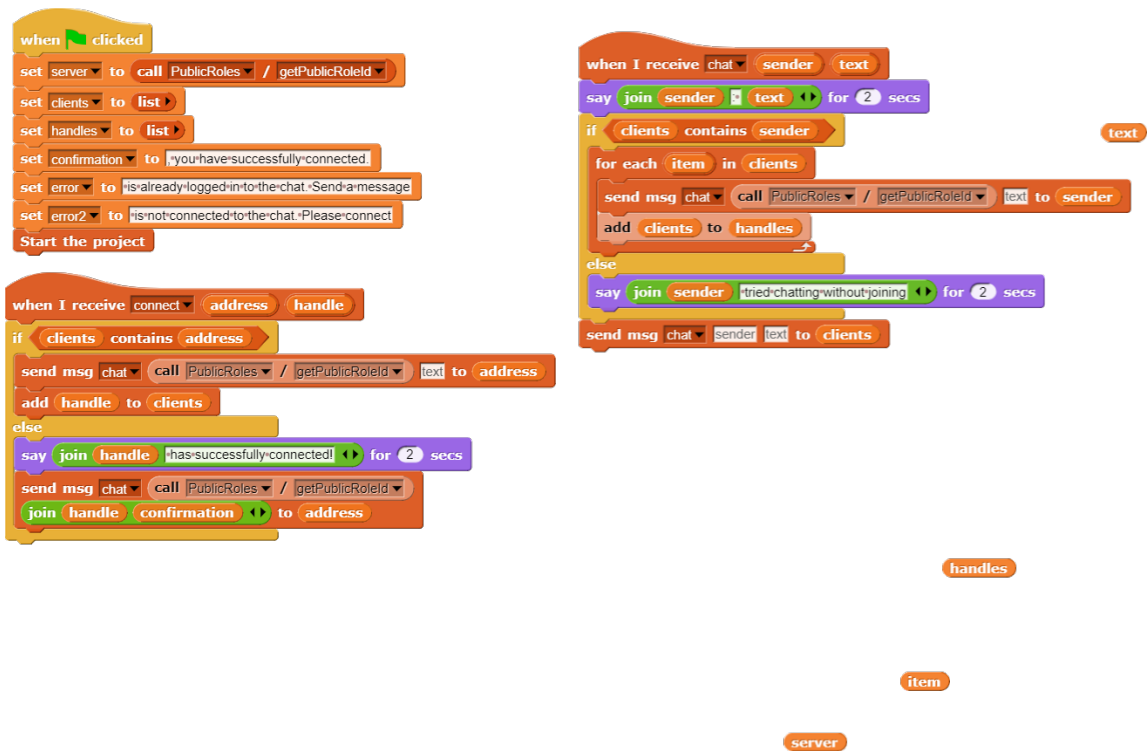 when clicked
set server to call PublicRoles / getPublicRoleId
set clients to list
set handles to list
set confirmation to , you have successfully connected.
set error to is already logged in to the chat. Send a message
set error2 to is not connected to the chat. Please connect
Start the project
when I receive connect address handle
if clients contains address
send msg chat call PublicRoles / getPublicRoleId text to address
add handle to clients
else
say join handle has successfully connected! for 2 secs
send msg chat call PublicRoles / getPublicRoleId
join handle confirmation to address
when I receive chat sender text
say join sender text for 2 secs
if clients contains sender
for each item in clients
send msg chat call PublicRoles / getPublicRoleId text to sender
add clients to handles
else
say join sender tried chatting without joining for 2 secs
send msg chat sender text to clients
text
handles
item
server